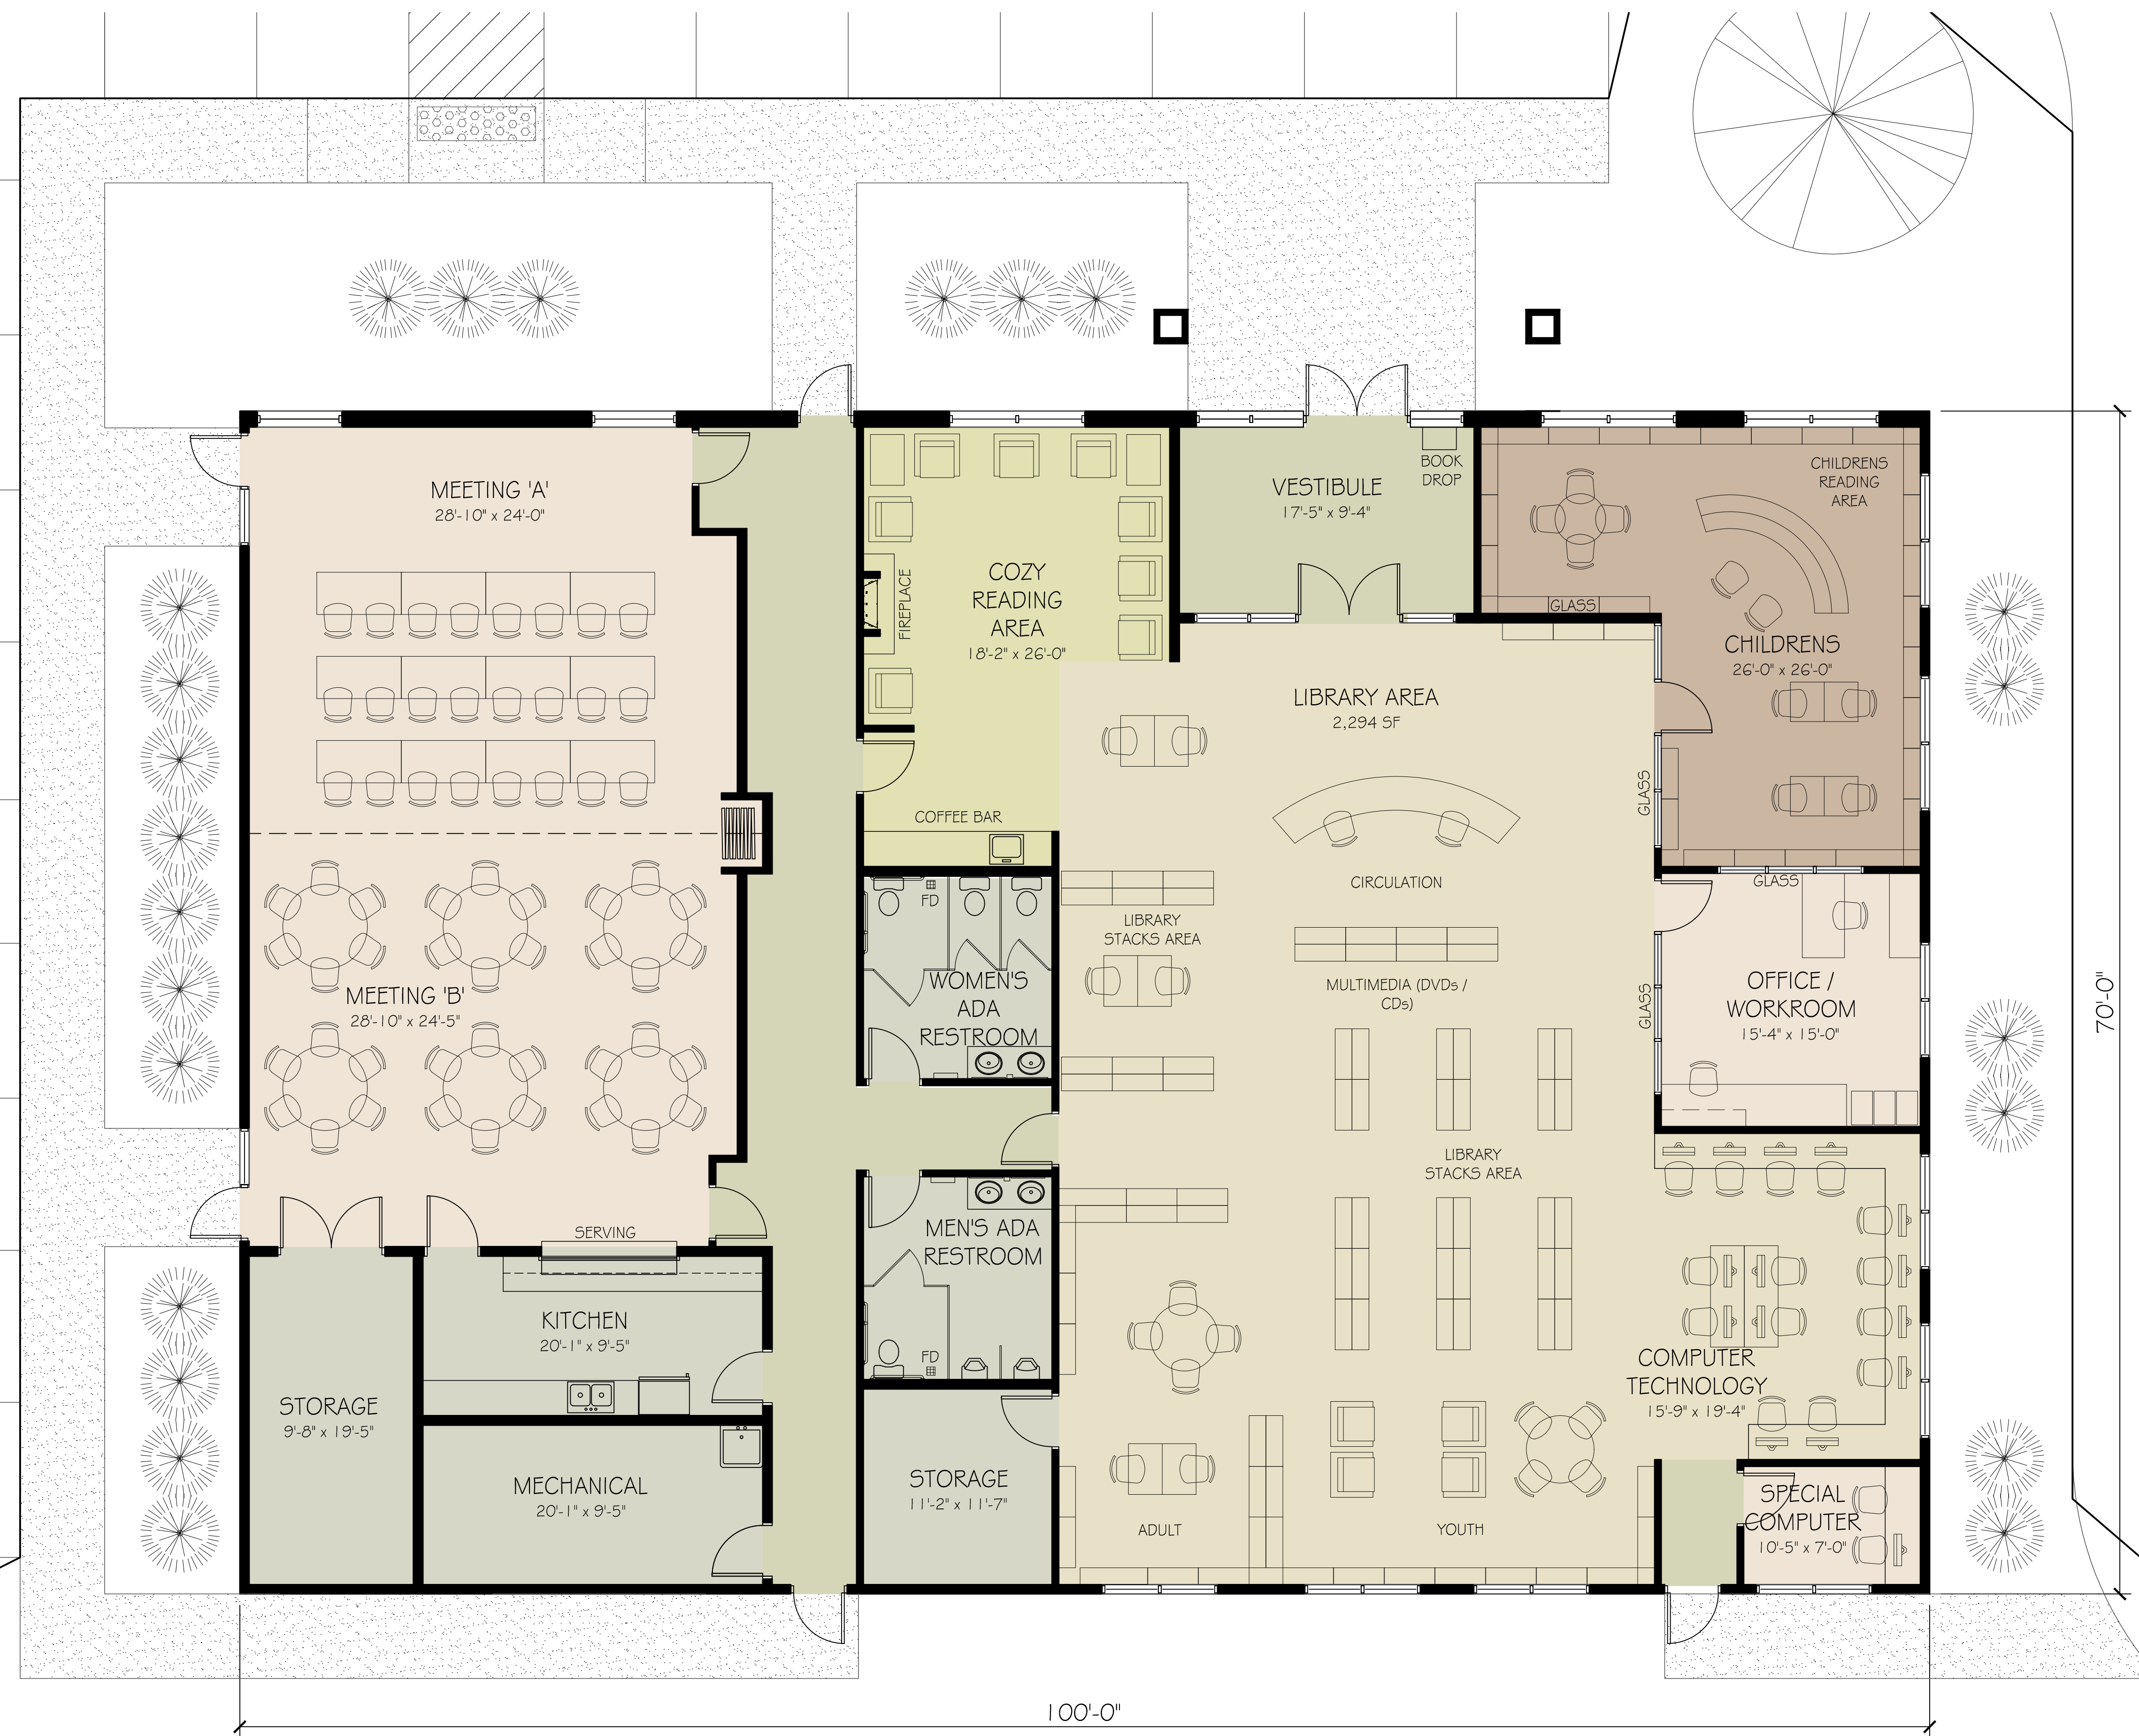 MEETING 'A'
28'-10" x 24'-0"
COZY
READING
AREA
18'-2" x 26'-0"
FIREPLACE
COFFEE BAR
VESTIBULE
17'-5" x 9'-4"
BOOK
DROP
CHILDRENS
READING
AREA
GLASS
CHILDRENS
26'-0" x 26'-0"
GLASS
GLASS
LIBRARY AREA
2,294 SF
CIRCULATION
LIBRARY
STACKS AREA
MULTIMEDIA (DVDs /
CDs)
GLASS
OFFICE /
WORKROOM
15'-4" x 15'-0"
70'-0"
FD
WOMEN'S
ADA
RESTROOM
MEETING 'B'
28'-10" x 24'-5"
SERVING
MEN'S ADA
RESTROOM
FD
LIBRARY
STACKS AREA
KITCHEN
20'-1" x 9'-5"
STORAGE
9'-8" x 19'-5"
MECHANICAL
20'-1" x 9'-5"
STORAGE
11'-2" x 11'-7"
ADULT
YOUTH
COMPUTER
TECHNOLOGY
15'-9" x 19'-4"
SPECIAL
COMPUTER
10'-5" x 7'-0"
100'-0"